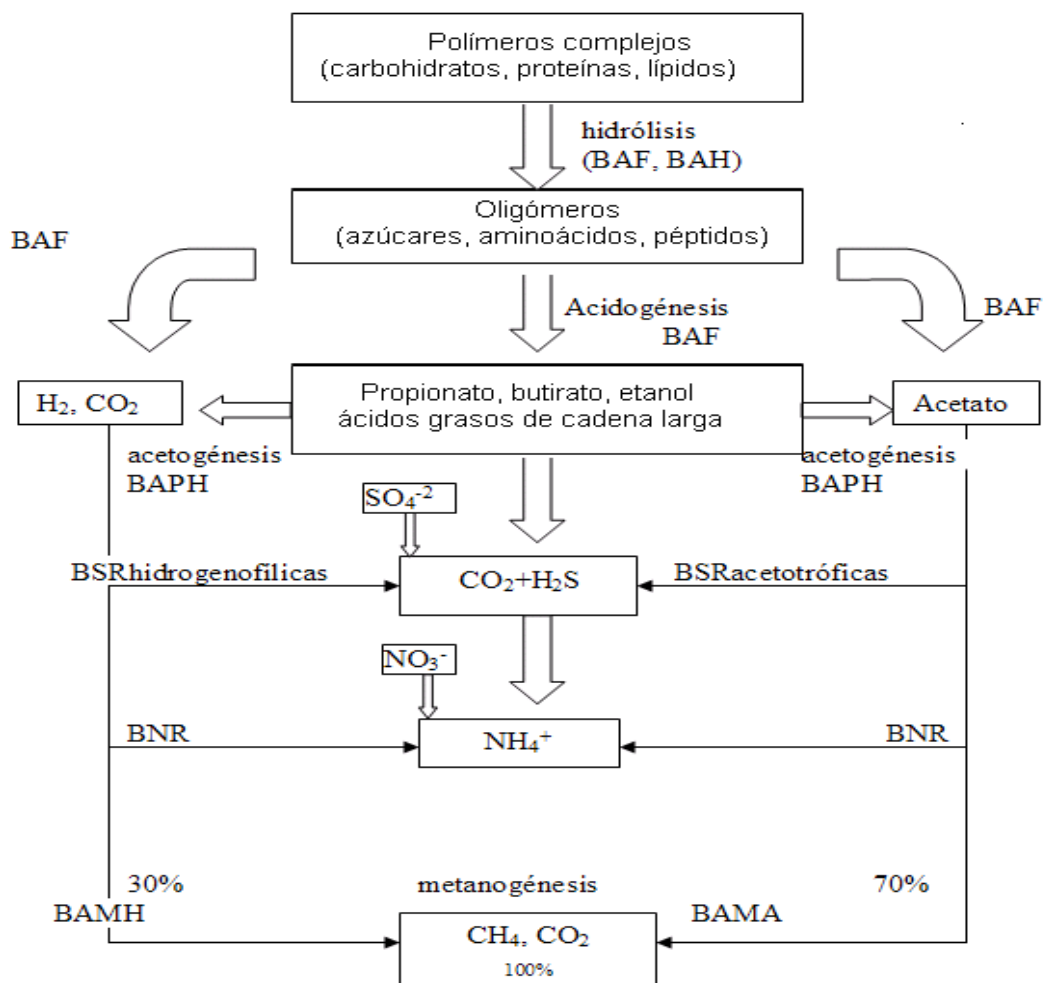 Polímeros complejos
(carbohidratos, proteínas, lípidos)
hidrólisis
(BAF, BAH)
Oligómeros
(azúcares, aminoácidos, péptidos)
BAF
Acidogénesis
BAF
BAF
H₂, CO₂
Propionato, butirato, etanol
ácidos grasos de cadena larga
Acetato
acetogénesis
BAPH
acetogénesis
BAPH
SO₄⁻²
BSRhidrogenofílicas
CO₂+H₂S
BSRacetotróficas
NO₃⁻
BNR
NH₄⁺
BNR
30%
metanogénesis
70%
BAMH
BAMA
CH₄, CO₂
100%